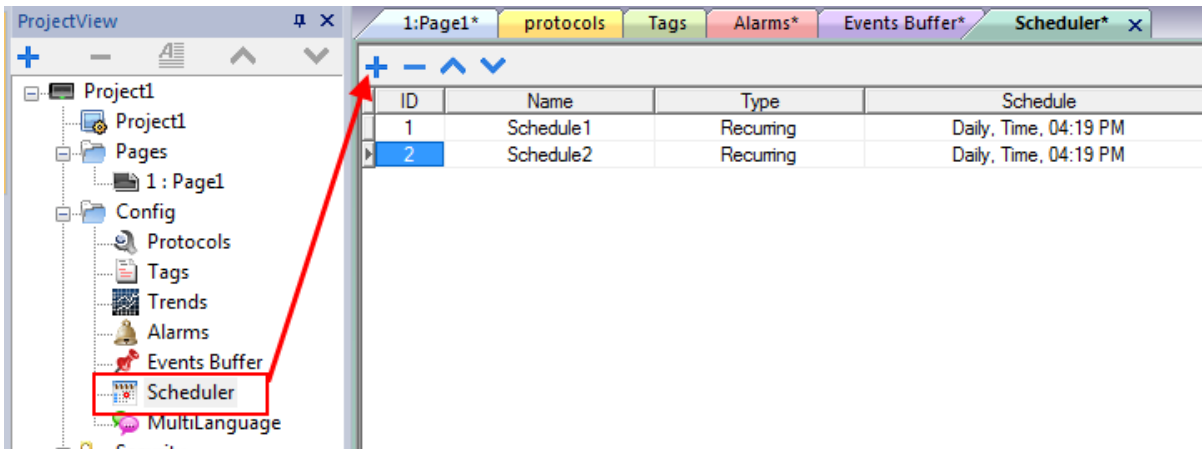 ProjectView
1:Page1* protocols Tags Alarms* Events Buffer* Scheduler*
Project1
Project1
Pages
1 : Page1
Config
Protocols
Tags
Trends
Alarms
Events Buffer
Scheduler
MultiLanguage
ID Name Type Schedule
1 Schedule1 Recurring Daily, Time, 04:19 PM
2 Schedule2 Recurring Daily, Time, 04:19 PM